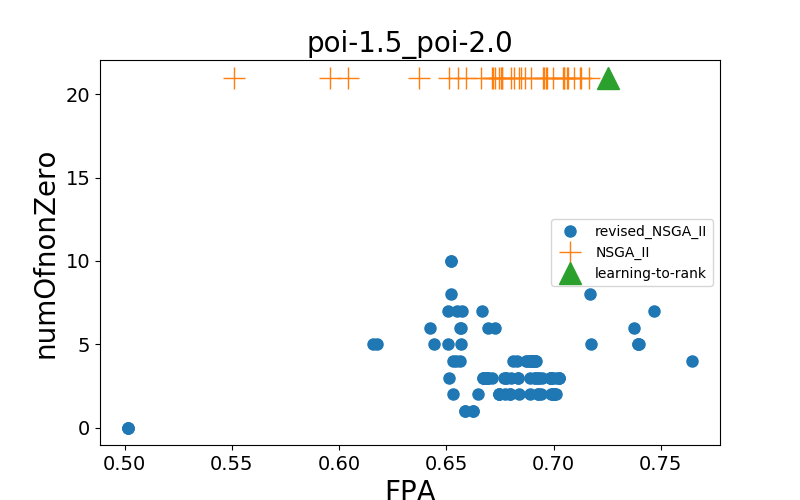 poi-1.5_poi-2.0
numOfnonZero
20
15
10
5
0
revised_NSGA_II
NSGA_II
learning-to-rank
0.50 0.55 0.60 0.65 0.70 0.75
FPA